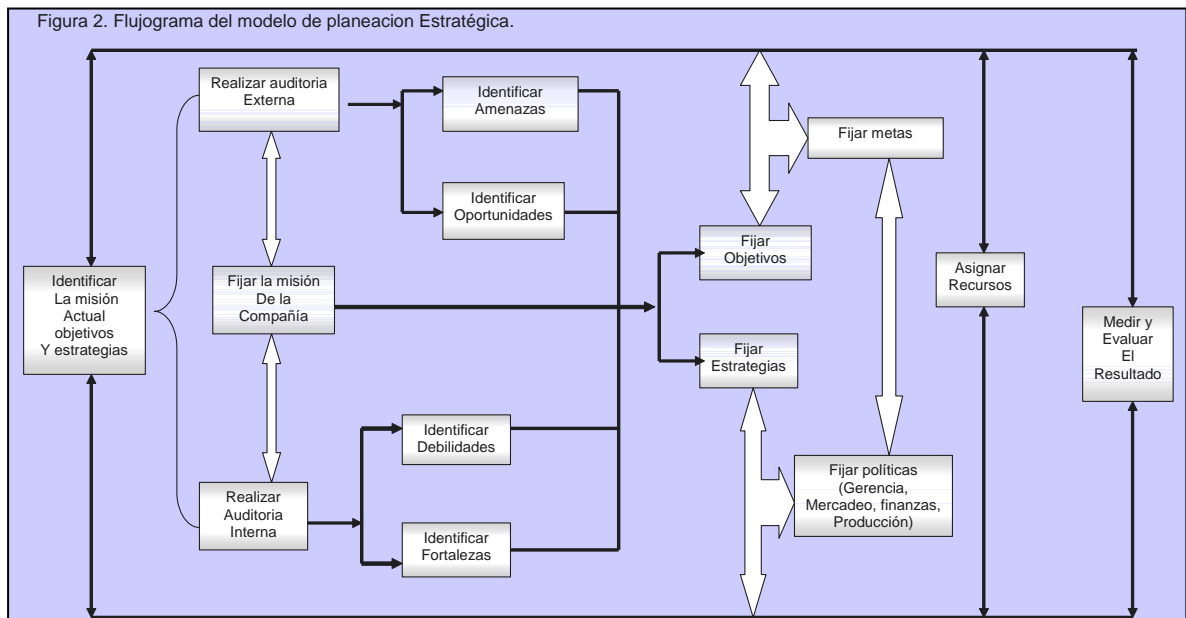 Figura 2. Flujograma del modelo de planeacion Estratégica.
Realizar auditoria
Externa
Identificar
Amenazas
Fijar metas
Identificar
Oportunidades
Fijar
Objetivos
Identificar
La misión
Actual
objetivos
Y estrategias
Fijar la misión
De la
Compañía
Asignar
Recursos
Medir y
Evaluar
El
Resultado
Fijar
Estrategias
Identificar
Debilidades
Realizar
Auditoria
Interna
Identificar
Fortalezas
Fijar políticas
(Gerencia,
Mercadeo, finanzas,
Producción)